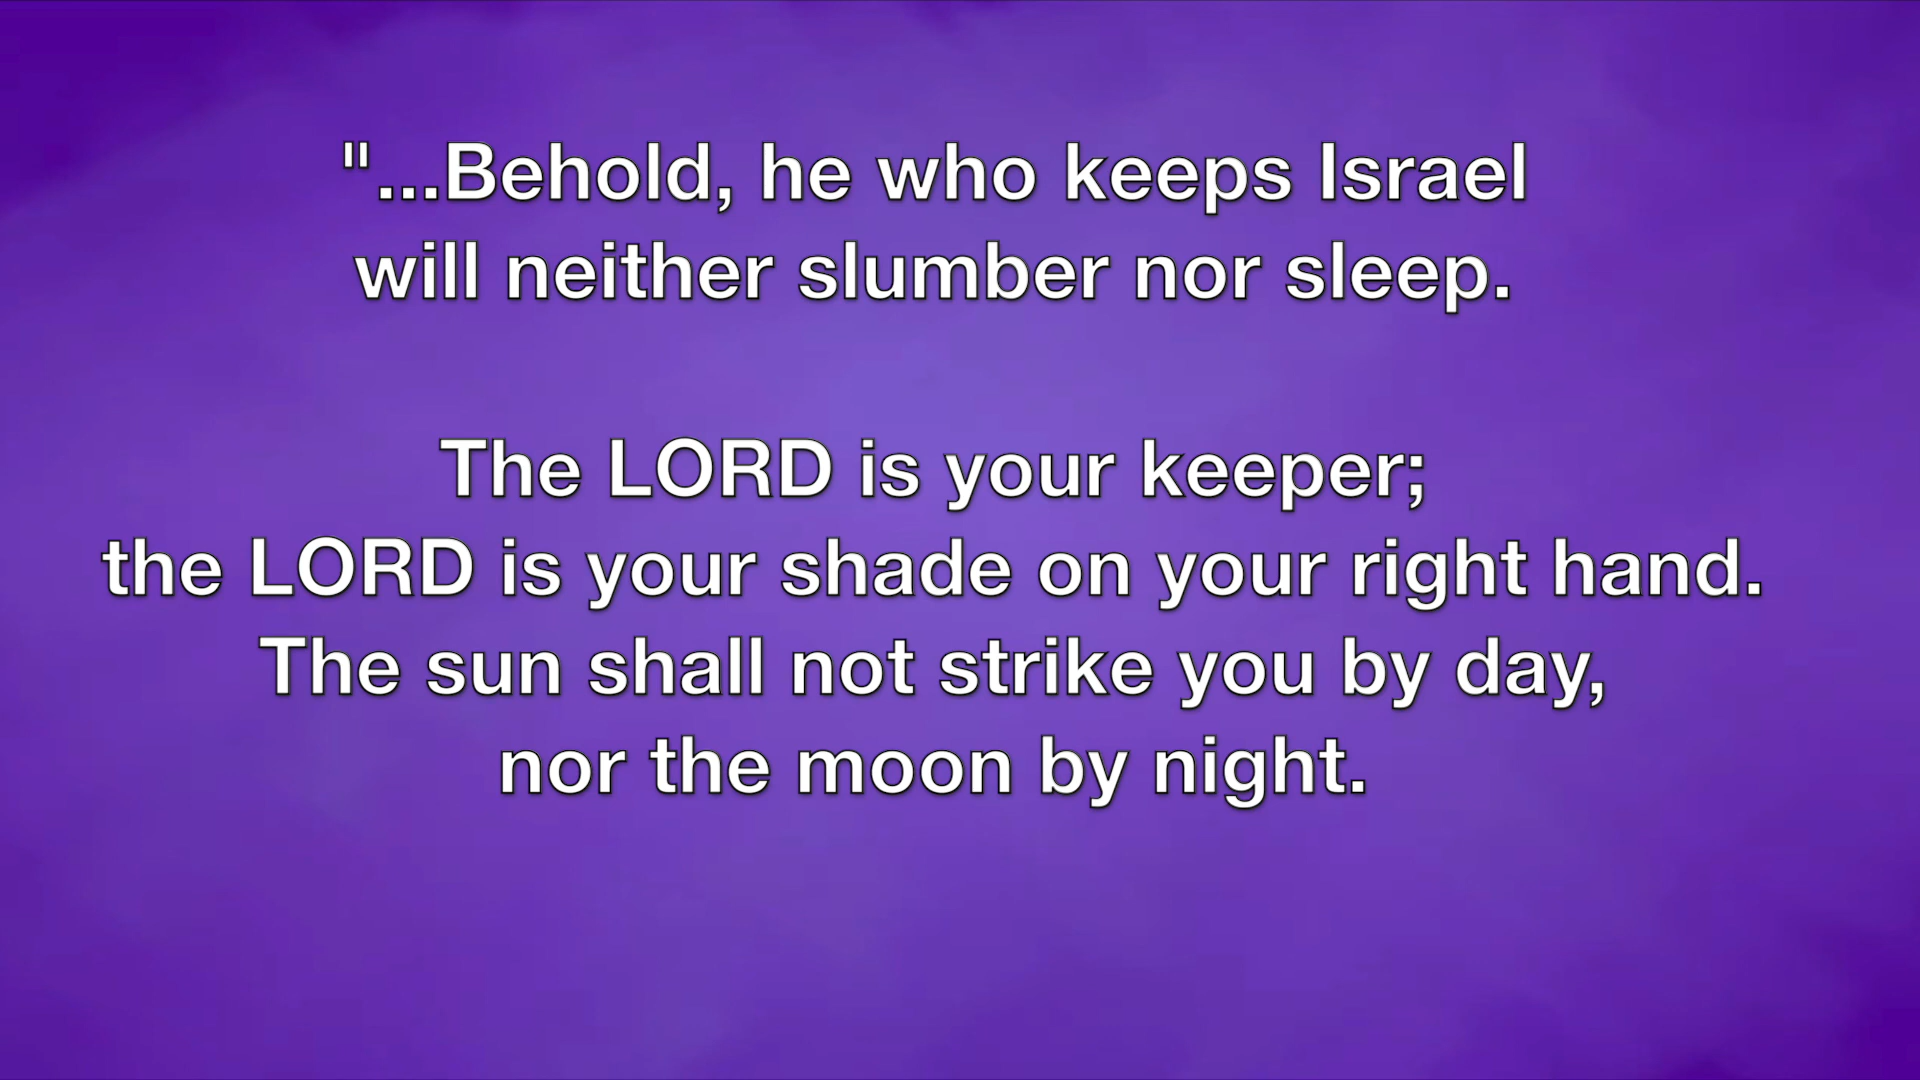 "...Behold, he who keeps Israel
will neither slumber nor sleep.
The LORD is your keeper;
the LORD is your shade on your right hand.
The sun shall not strike you by day,
nor the moon by night.